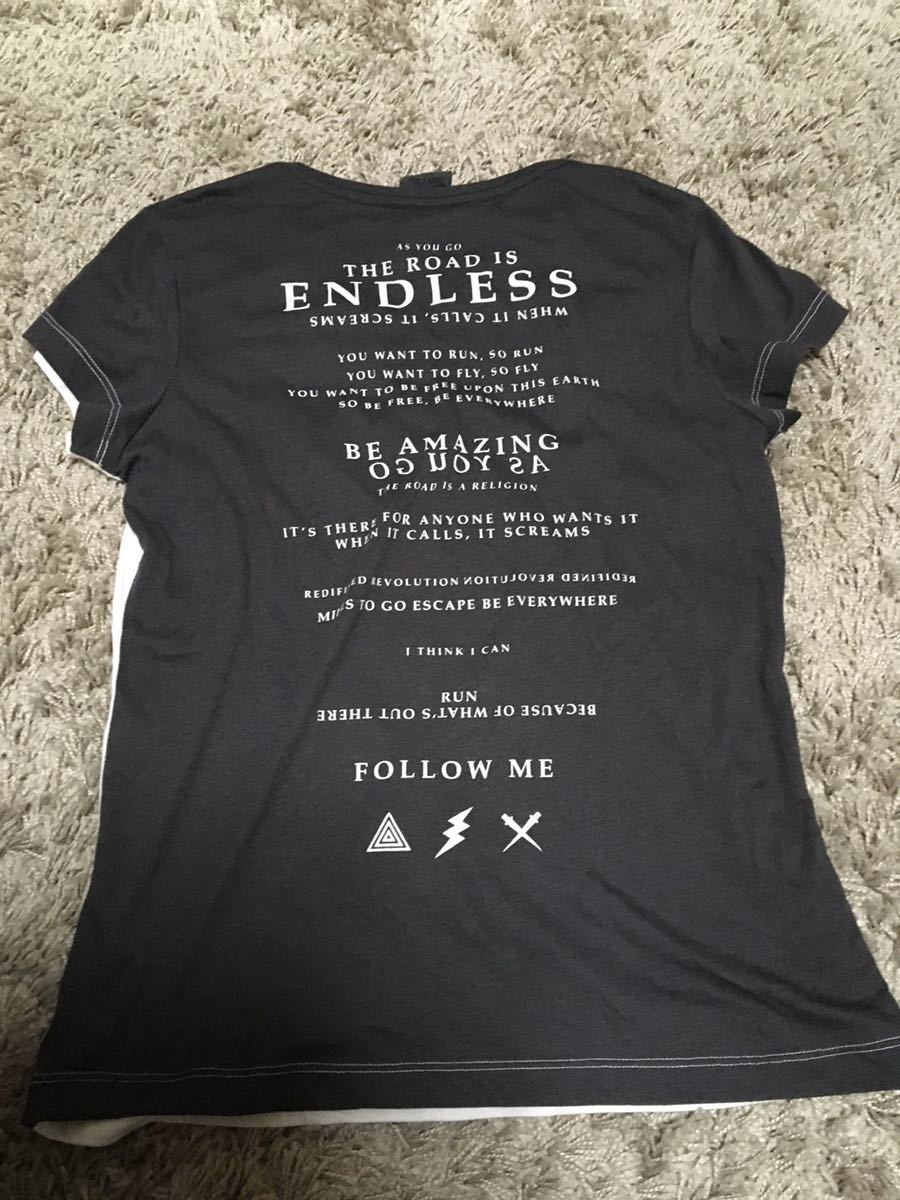 AS YOU GO
THE ROAD IS
ENDLESS
WHEN IT CALLS, IT SCREAMS
YOU WANT TO RUN, SO RUN
YOU WANT TO FLY, SO FLY
YOU WANT TO BE FREE UPON THIS EARTH
SO BE FREE, BE EVERYWHERE
BE AMAZING
AS YOU GO
THE ROAD IS A RELIGION
IT'S THERE FOR ANYONE WHO WANTS IT
WHEN IT CALLS, IT SCREAMS
REDIFINED REVOLUTION REDIFINED REVOLUTION
MILES TO GO ESCAPE BE EVERYWHERE
I THINK I CAN
RUN
BECAUSE OF WHAT'S OUT THERE
FOLLOW ME